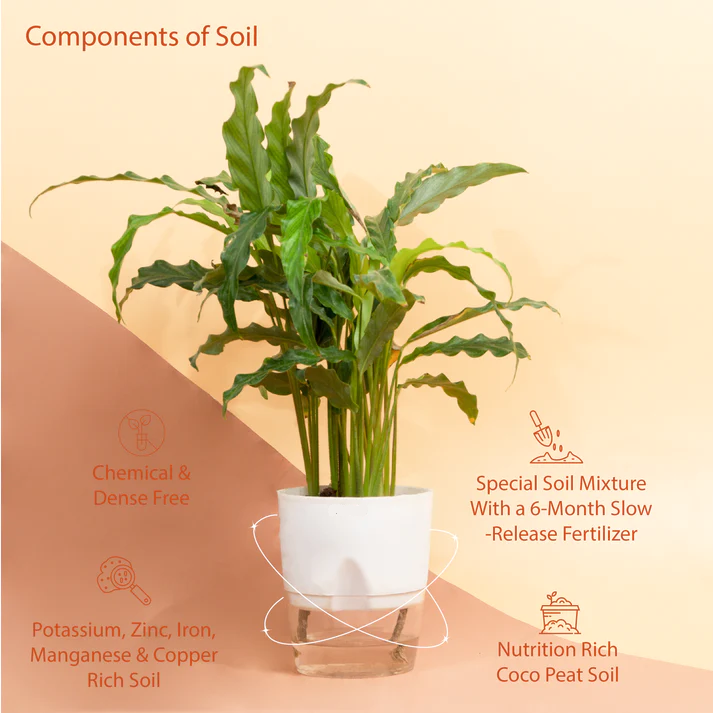 Components of Soil
Chemical &
Dense Free
Special Soil Mixture
With a 6-Month Slow
-Release Fertilizer
Potassium, Zinc, Iron,
Manganese & Copper
Rich Soil
Nutrition Rich
Coco Peat Soil